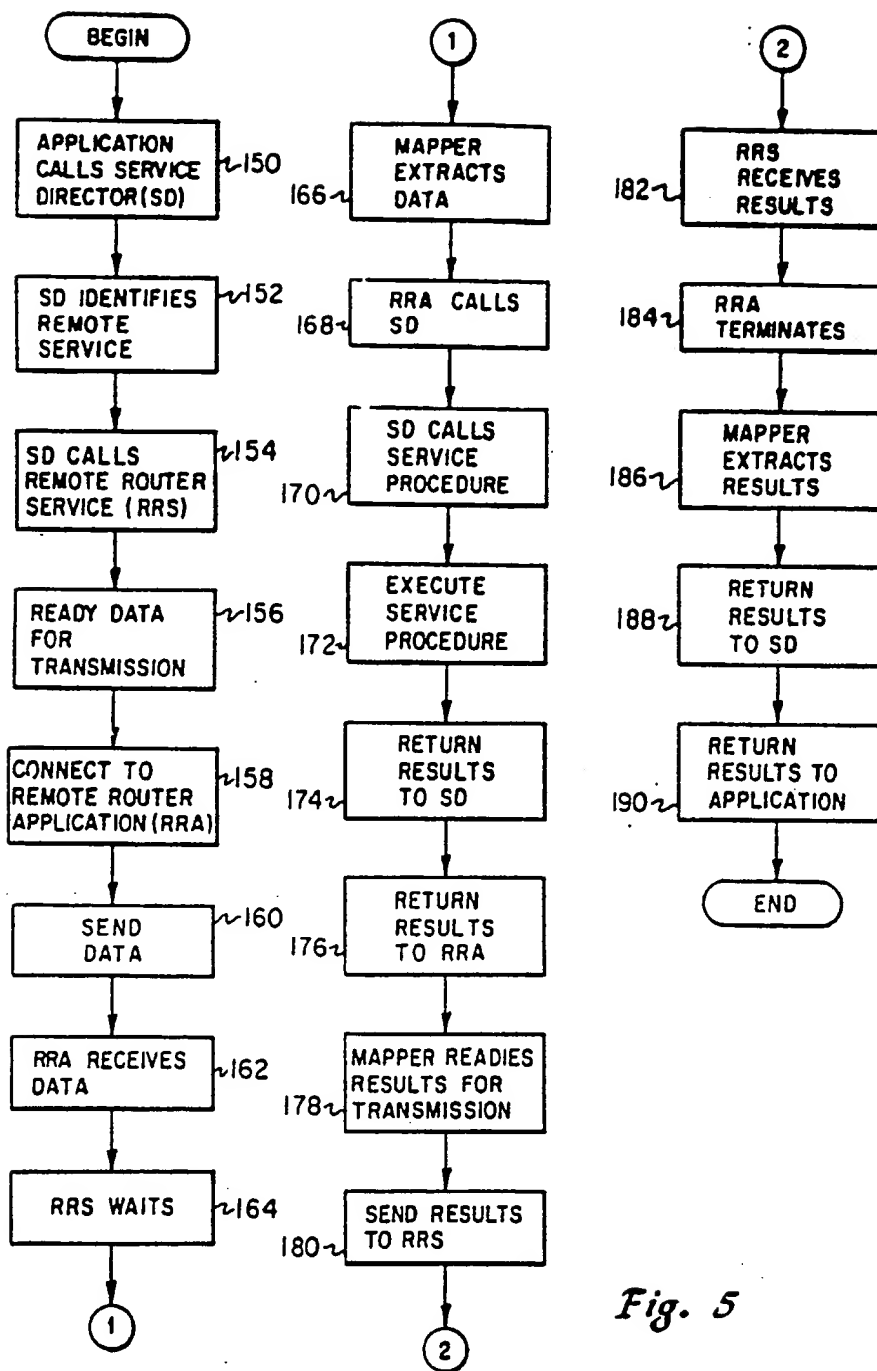 BEGIN
APPLICATION
CALLS SERVICE
DIRECTOR(SD)
150
SD IDENTIFIES
REMOTE
SERVICE
152
SD CALLS
REMOTE ROUTER
SERVICE (RRS)
154
READY DATA
FOR
TRANSMISSION
156
CONNECT TO
REMOTE ROUTER
APPLICATION(RRA)
158
SEND
DATA
160
RRA RECEIVES
DATA
162
RRS WAITS
164
1
1
MAPPER
EXTRACTS
DATA
166
RRA CALLS
SD
168
SD CALLS
SERVICE
PROCEDURE
170
EXECUTE
SERVICE
PROCEDURE
172
RETURN
RESULTS
TO SD
174
RETURN
RESULTS
TO RRA
176
MAPPER READIES
RESULTS FOR
TRANSMISSION
178
SEND RESULTS
TO RRS
180
2
2
RRS
RECEIVES
RESULTS
182
RRA
TERMINATES
184
MAPPER
EXTRACTS
RESULTS
186
RETURN
RESULTS
TO SD
188
RETURN
RESULTS TO
APPLICATION
190
END
Fig. 5